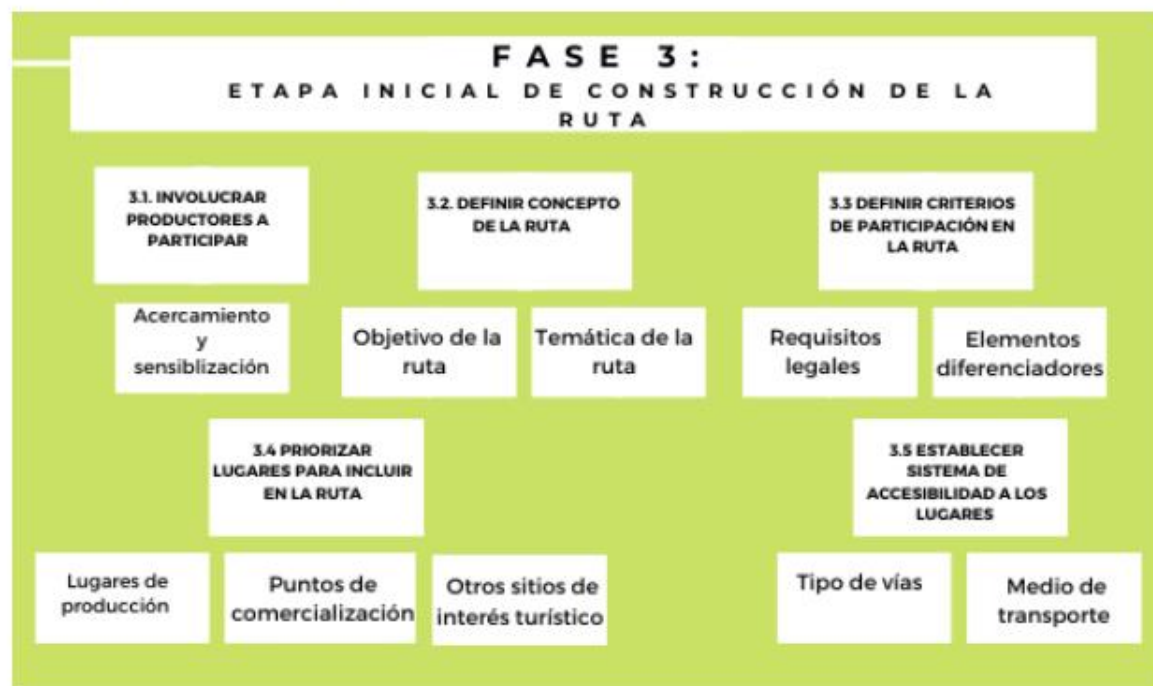 FASE 3:
ETAPA INICIAL DE CONSTRUCCIÓN DE LA
RUTA
3.1. INVOLUCRAR
PRODUCTORES A
PARTICIPAR
Acercamiento
y
sensiblización
3.2. DEFINIR CONCEPTO
DE LA RUTA
Objetivo de la
ruta
Temática de la
ruta
3.3 DEFINIR CRITERIOS
DE PARTICIPACIÓN EN
LA RUTA
Requisitos
legales
Elementos
diferenciadores
3.4 PRIORIZAR
LUGARES PARA INCLUIR
EN LA RUTA
Lugares de
producción
Puntos de
comercialización
Otros sitios de
interés turístico
3.5 ESTABLECER
SISTEMA DE
ACCESIBILIDAD A LOS
LUGARES
Tipo de vías
Medio de
transporte